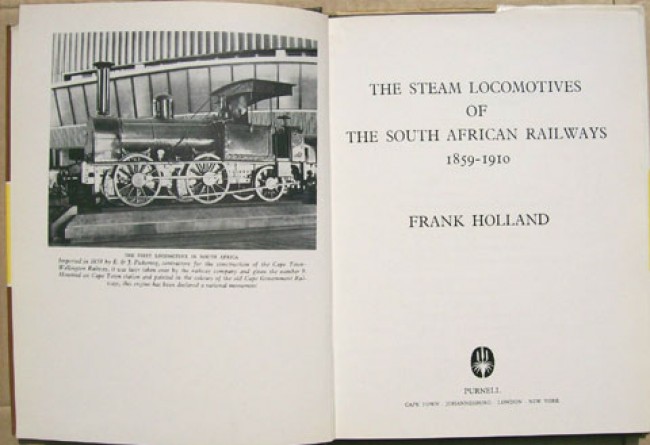 THE FIRST LOCOMOTIVE IN SOUTH AFRICA
Imported in 1859 by E. & J. Pickering, contractors for the construction of the Cape Town-
Wellington Railway, it was later taken over by the railway company and given the number 9.
Mounted on Cape Town station and painted in the colours of the old Cape Government Rail-
ways, this engine has been declared a national monument
THE STEAM LOCOMOTIVES
OF
THE SOUTH AFRICAN RAILWAYS
1859-1910
FRANK HOLLAND
PURNELL
CAPE TOWN · JOHANNESBURG · LONDON · NEW YORK